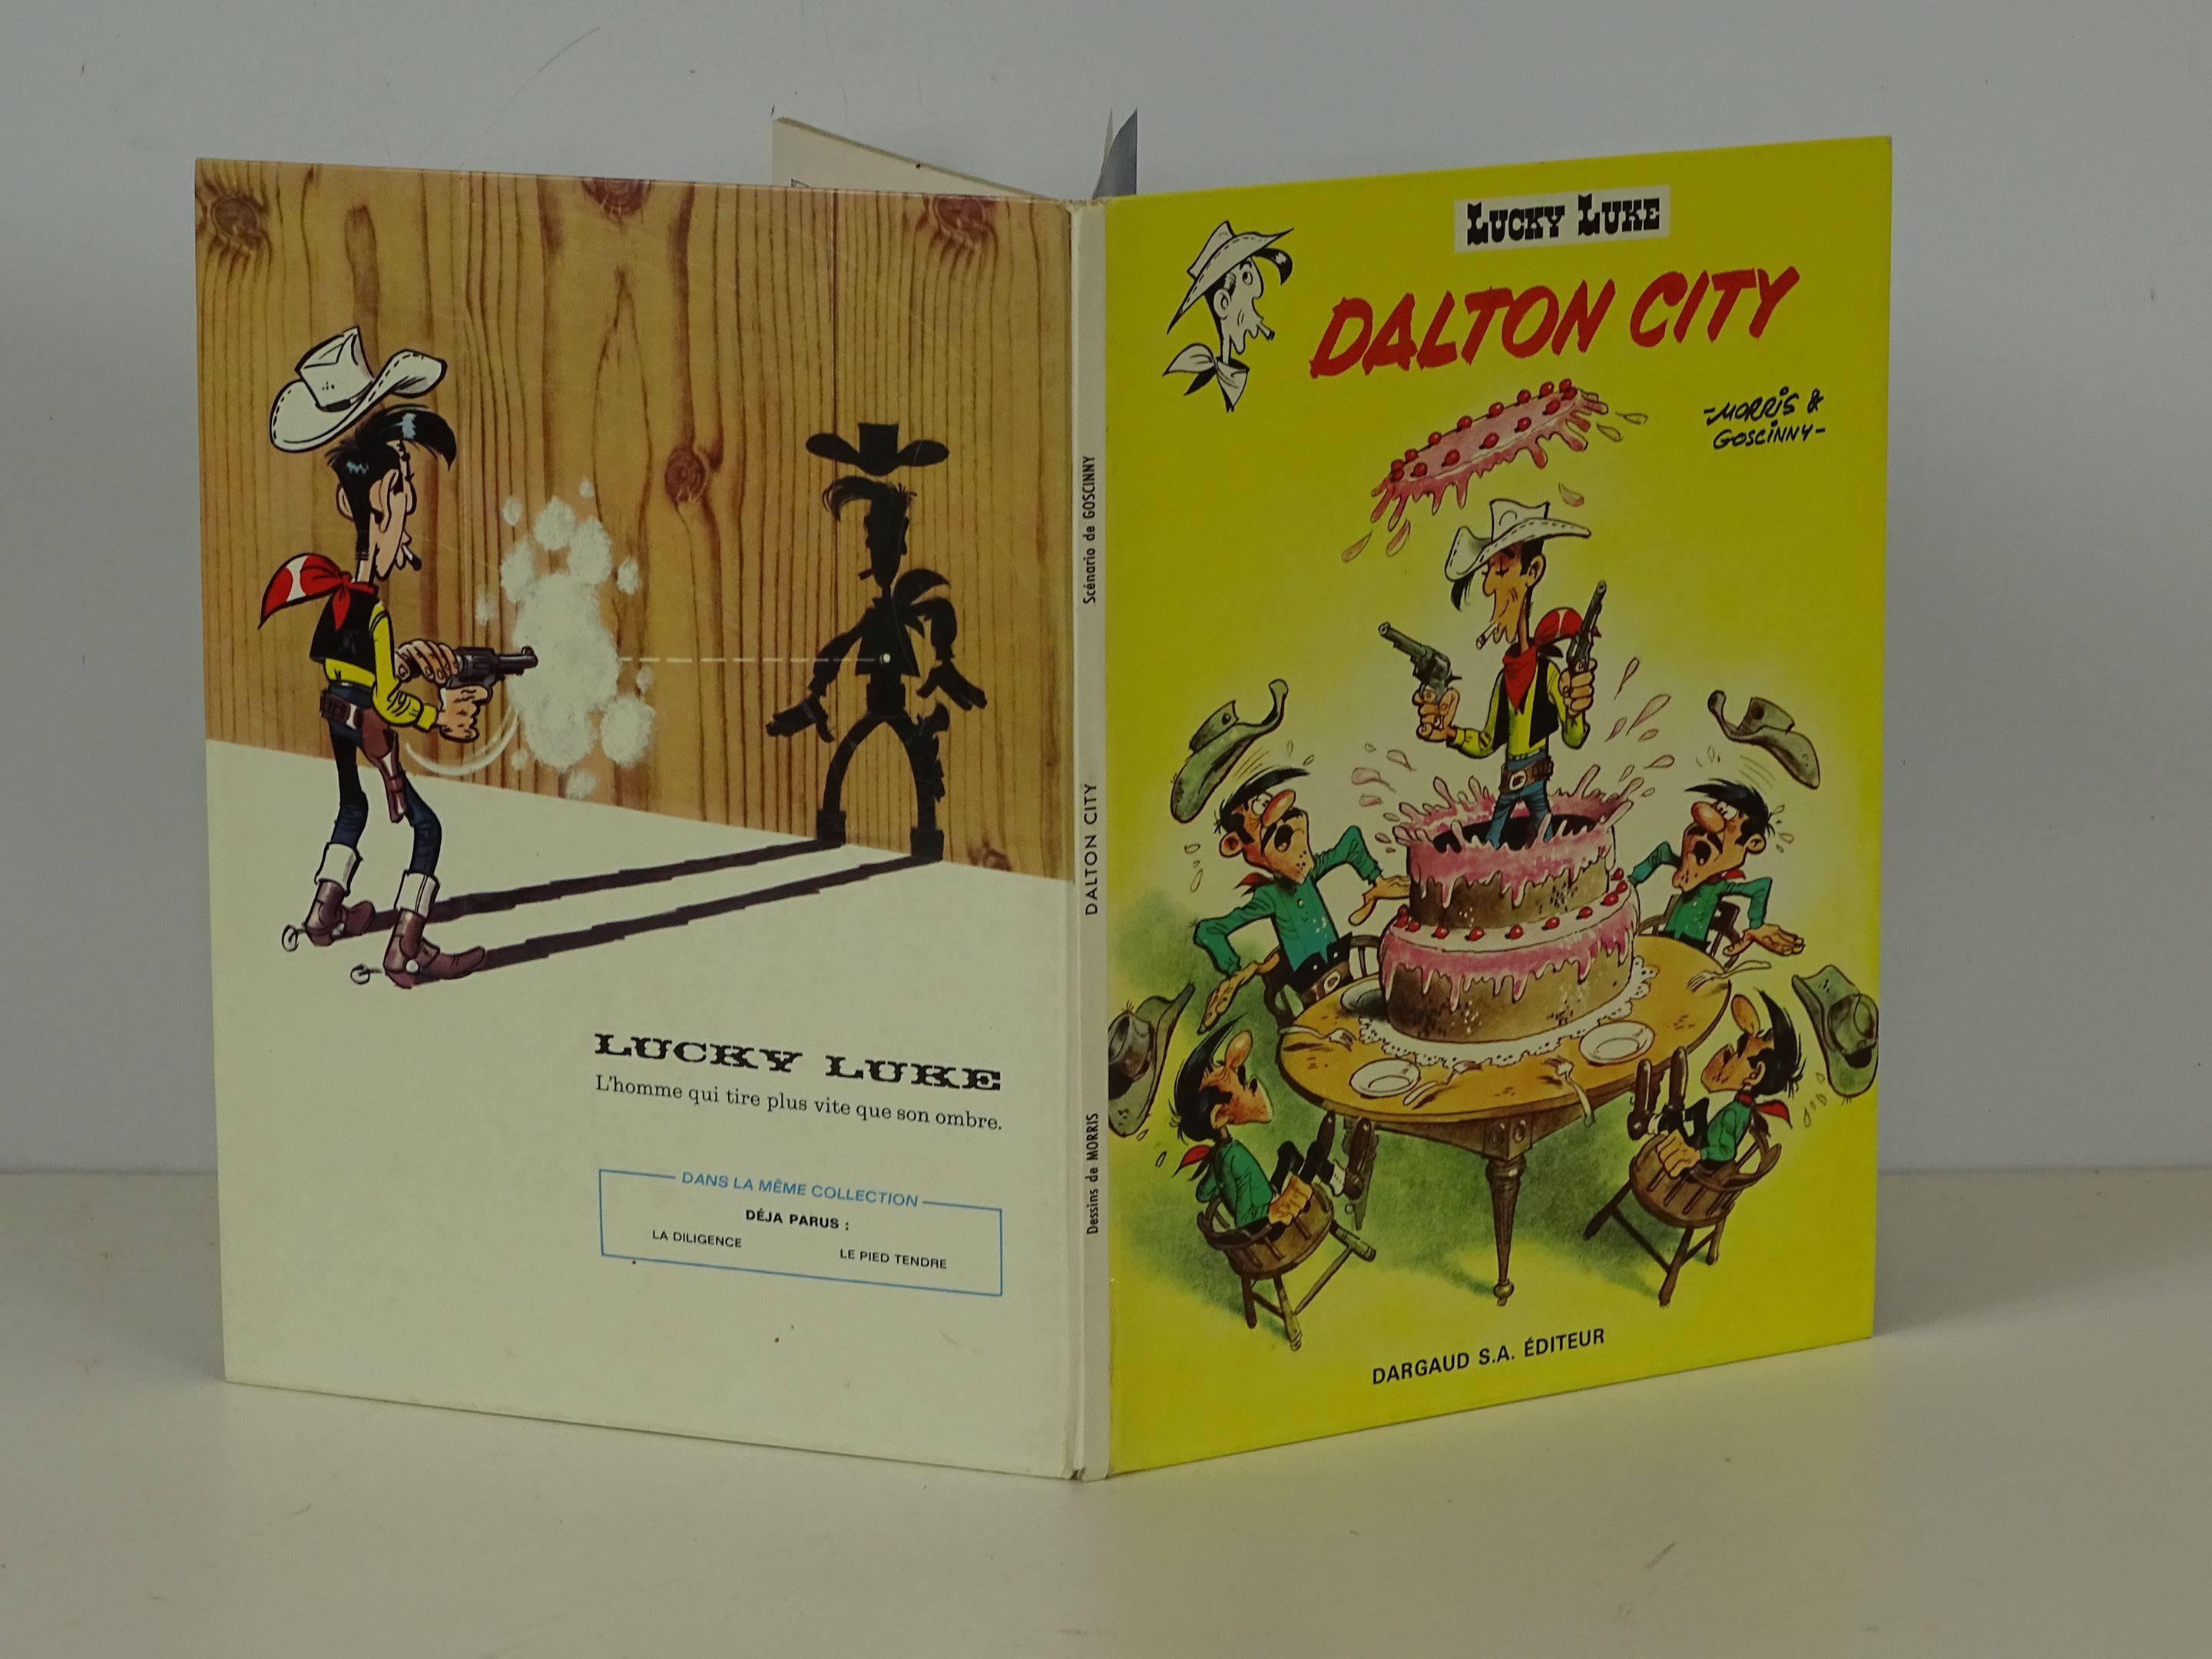 LUCKY LUKE
L'homme qui tire plus vite que son ombre.
DANS LA MÊME COLLECTION
DÉJA PARUS :
LA DILIGENCE
LE PIED TENDRE
Dessins de MORRIS
DALTON CITY
Scénario de GOSCINNY
LUCKY LUKE
DALTON CITY
-MORRIS &
GOSCINNY-
DARGAUD S.A. ÉDITEUR